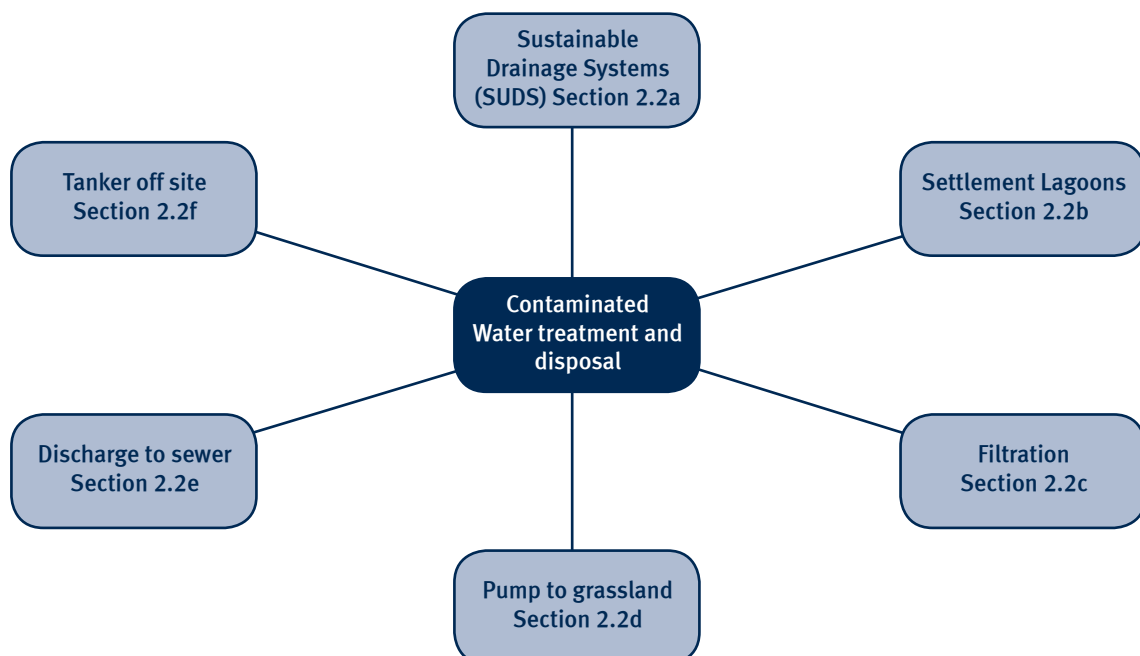 Sustainable
Drainage Systems
(SUDS) Section 2.2a
Tanker off site
Section 2.2f
Settlement Lagoons
Section 2.2b
Contaminated
Water treatment and
disposal
Discharge to sewer
Section 2.2e
Filtration
Section 2.2c
Pump to grassland
Section 2.2d